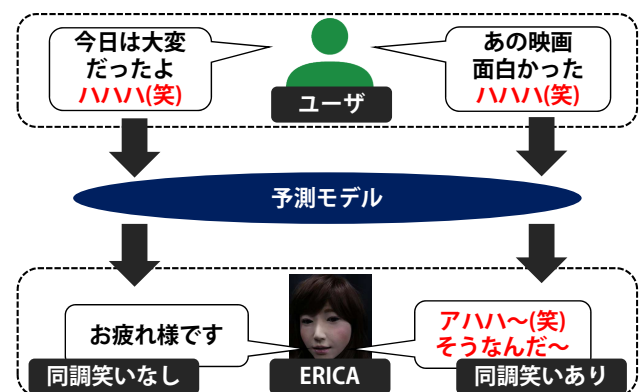 今日は大変
だったよ
ハハハ(笑)
あの映画
面白かった
ハハハ(笑)
ユーザ
予測モデル
お疲れ様です
アハハ～(笑)
そうなんだ～
同調笑いなし
ERICA
同調笑いあり